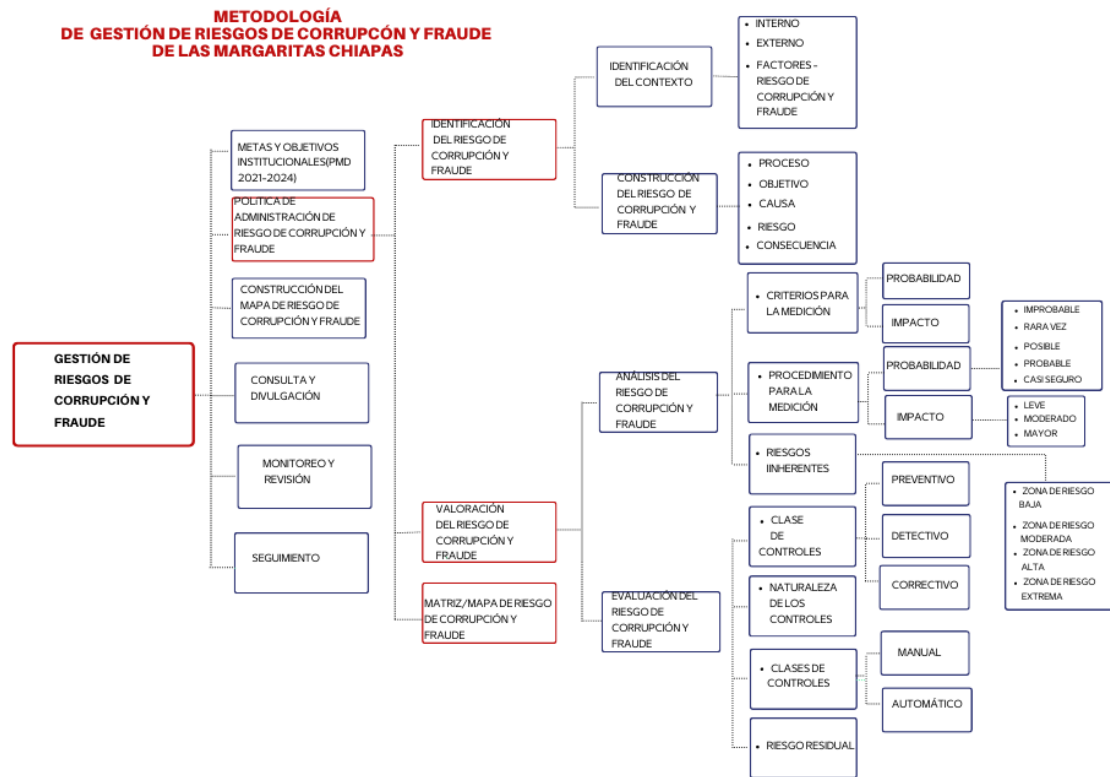 METODOLOGÍA
DE GESTIÓN DE RIESGOS DE CORRUPCÓN Y FRAUDE
DE LAS MARGARITAS CHIAPAS
GESTIÓN DE
RIESGOS DE
CORRUPCIÓN Y
FRAUDE
METAS Y OBJETIVOS
INSTITUCIONALES(PMD
2021-2024)
POLITICA DE
ADMINISTRACIÓN DE
RIESGO DE CORRUPCIÓN Y
FRAUDE
CONSTRUCCIÓN DEL
MAPA DE RIESGO DE
CORRUPCIÓN Y FRAUDE
CONSULTA Y
DIVULGACIÓN
MONITOREO Y
REVISIÓN
SEGUIMIENTO
IDENTIFICACIÓN
DEL RIESGO DE
CORRUPCIÓN Y
FRAUDE
VALORACIÓN
DEL RIESGO DE
CORRUPCIÓN Y
FRAUDE
MATRIZ/MAPA DE RIESGO
DE CORRUPCIÓN Y
FRAUDE
IDENTIFICACIÓN
DEL CONTEXTO
CONSTRUCCIÓN
DEL RIESGO DE
CORRUPCIÓN Y
FRAUDE
ANÁLISIS DEL
RIESGO DE
CORRUPCIÓN Y
FRAUDE
EVALUACIÓN DEL
RIESGO DE
CORRUPCIÓN Y
FRAUDE
• INTERNO
• EXTERNO
• FACTORES -
RIESGO DE
CORRUPCIÓN Y
FRAUDE
• PROCESO
• OBJETIVO
• CAUSA
• RIESGO
• CONSECUENCIA
• CRITERIOS PARA
LA MEDICIÓN
• PROCEDIMIENTO
PARA LA
MEDICIÓN
• RIESGOS
IINHERENTES
• CLASE
DE
CONTROLES
• NATURALEZA
DE LOS
CONTROLES
• CLASES DE
CONTROLES
• RIESGO RESIDUAL
PROBABILIDAD
IMPACTO
PROBABILIDAD
IMPACTO
PREVENTIVO
DETECTIVO
CORRECTIVO
MANUAL
AUTOMÁTICO
• IMPROBABLE
• RARA VEZ
• POSIBLE
• PROBABLE
• CASI SEGURO
• LEVE
• MODERADO
• MAYOR
• ZONA DE RIESGO
BAJA
• ZONA DE RIESGO
MODERADA
• ZONA DE RIESGO
ALTA
• ZONA DE RIESGO
EXTREMA